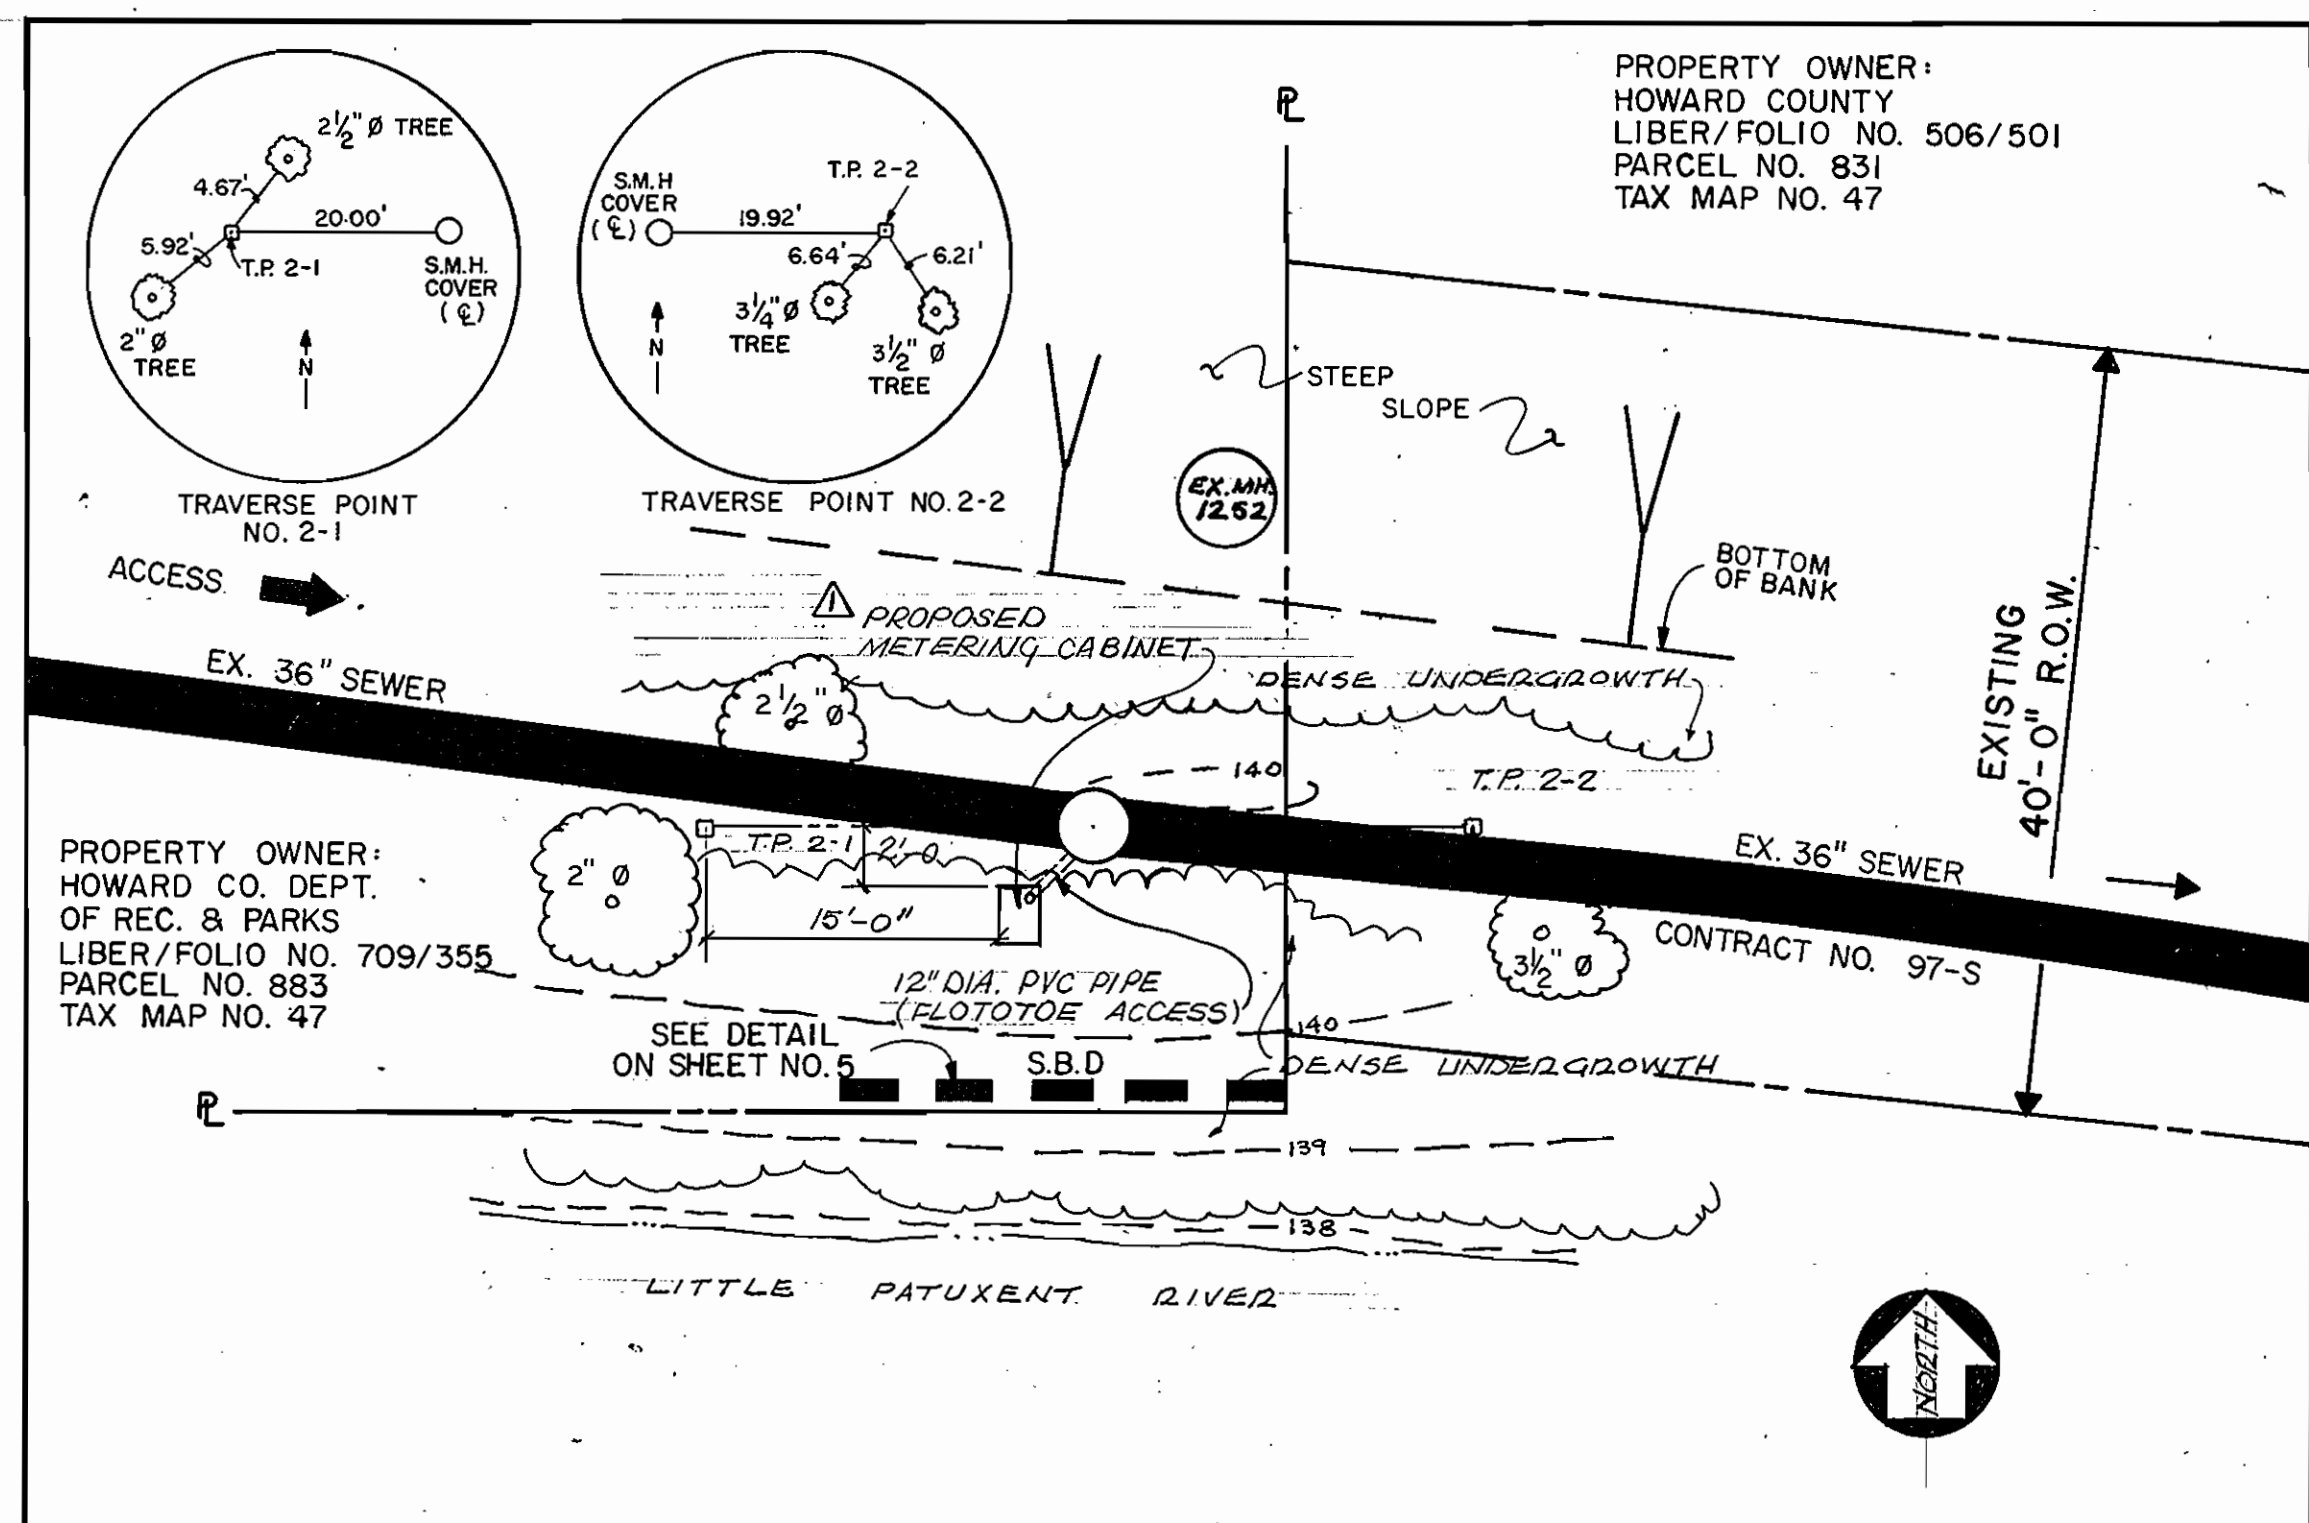 2½" Ø TREE
4.67'
20.00'
5.92'
T.P. 2-1
S.M.H.
COVER
(℄)
2" Ø
TREE
N
TRAVERSE POINT
NO. 2-1
S.M.H
COVER
(℄)
T.P. 2-2
19.92'
6.64'
6.21'
3¼" Ø
TREE
3½" Ø
TREE
N
TRAVERSE POINT NO. 2-2
℄
PROPERTY OWNER:
HOWARD COUNTY
LIBER/FOLIO NO. 506/501
PARCEL NO. 831
TAX MAP NO. 47
STEEP
SLOPE
EX. MH.
1252
BOTTOM
OF BANK
EXISTING
40'-0" R.O.W.
ACCESS
1
PROPOSED
METERING CABINET
EX. 36" SEWER
2 1/2" Ø
DENSE UNDERGROWTH
140
T.P. 2-2
T.P. 2-1
2'-0
2" Ø
15'-0"
EX. 36" SEWER
CONTRACT NO. 97-S
3½" Ø
PROPERTY OWNER:
HOWARD CO. DEPT.
OF REC. & PARKS
LIBER/FOLIO NO. 709/355
PARCEL NO. 883
TAX MAP NO. 47
12" DIA. PVC PIPE
(FLOTOTOE ACCESS)
140
SEE DETAIL
ON SHEET NO. 5
S.B.D
DENSE UNDERGROWTH
℄
139
138
LITTLE PATUXENT RIVER
NORTH